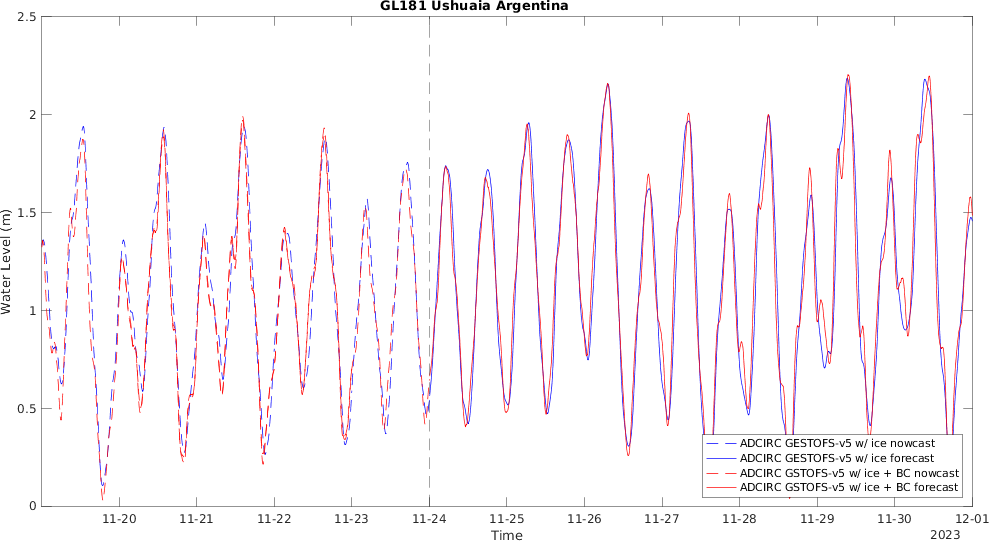 GL181 Ushuaia Argentina
2.5
2
1.5
1
0.5
0
Water Level (m)
11-20
11-21
11-22
11-23
11-24
11-25
11-26
11-27
11-28
11-29
11-30
12-01
Time
2023
ADCIRC GESTOFS-v5 w/ ice nowcast
ADCIRC GESTOFS-v5 w/ ice forecast
ADCIRC GSTOFS-v5 w/ ice + BC nowcast
ADCIRC GSTOFS-v5 w/ ice + BC forecast